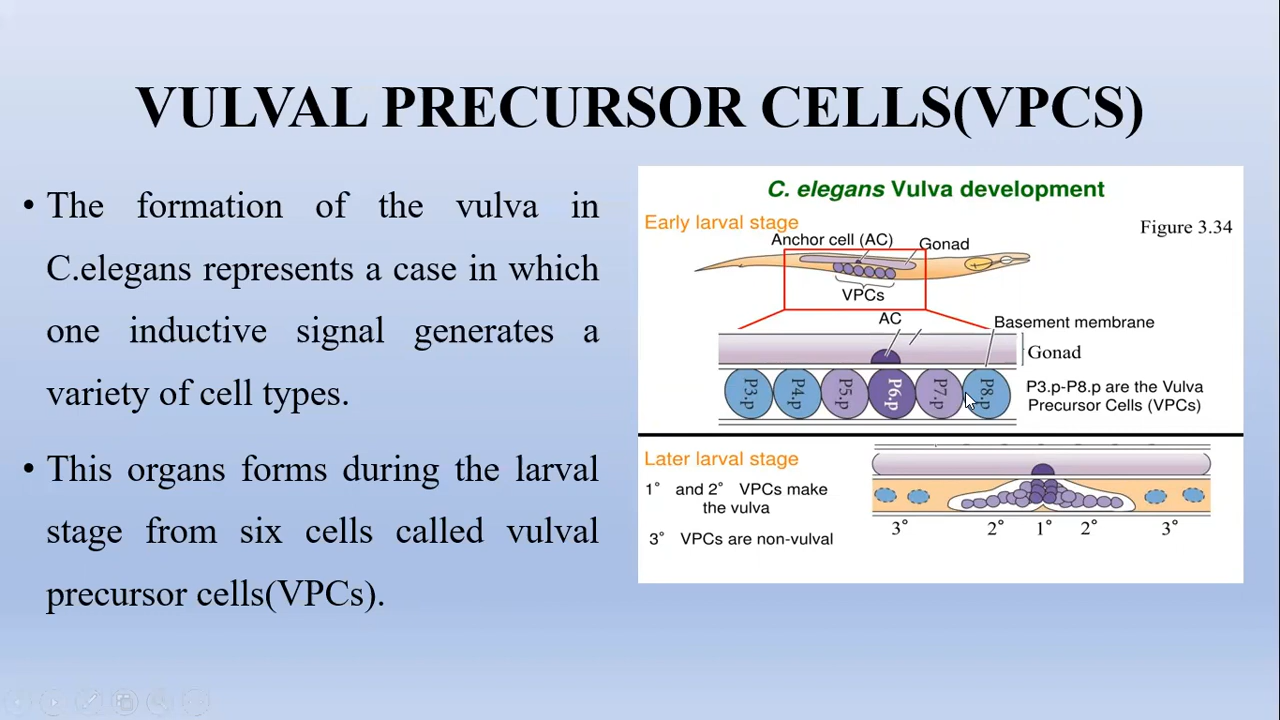 VULVAL PRECURSOR CELLS(VPCS)
• The formation of the vulva in
C.elegans represents a case in which
one inductive signal generates a
variety of cell types.
• This organs forms during the larval
stage from six cells called vulval
precursor cells(VPCs).
C. elegans Vulva development
Early larval stage
Figure 3.34
Anchor cell (AC)
Gonad
VPCs
AC
Basement membrane
Gonad
P3.p
P4.p
P5.p
P6.p
P7.p
P8.p
P3.p-P8.p are the Vulva
Precursor Cells (VPCs)
Later larval stage
1° and 2° VPCs make
the vulva
3° VPCs are non-vulval
3° 2° 1° 2° 3°